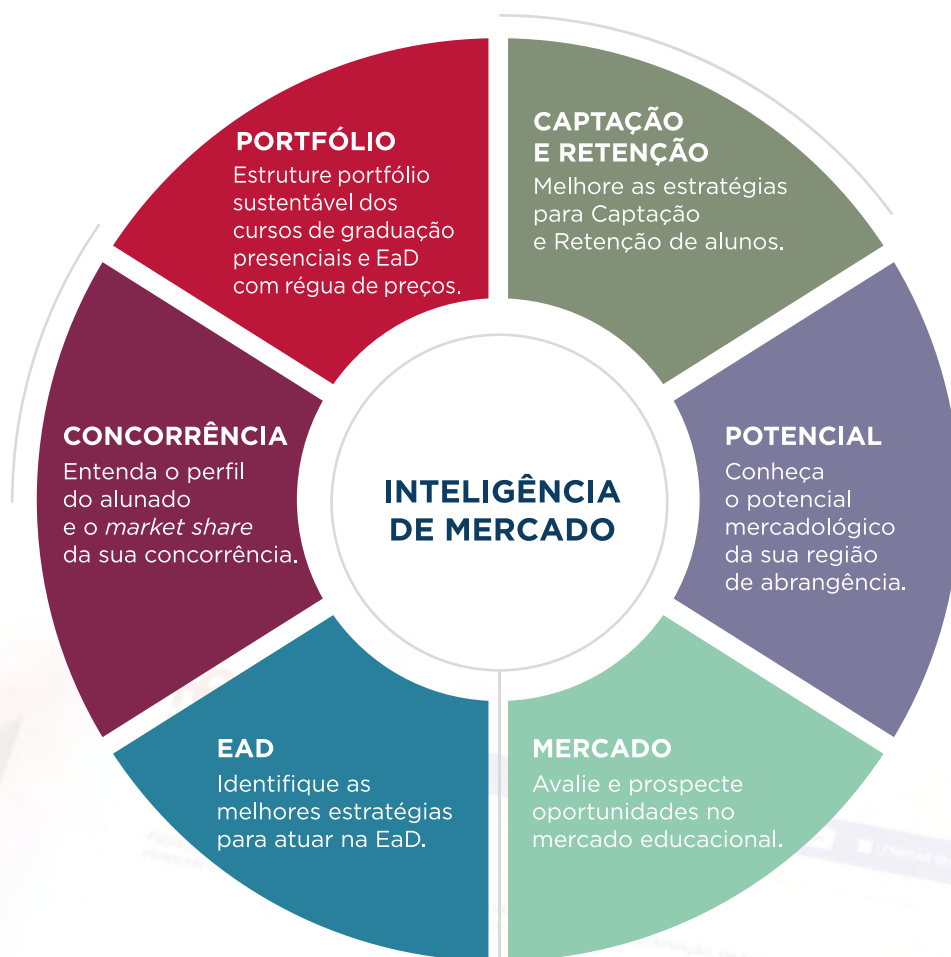 PORTFÓLIO
Estruture portfólio
sustentável dos
cursos de graduação
presenciais e EaD
com régua de preços.
CAPTAÇÃO
E RETENÇÃO
Melhore as estratégias
para Captação
e Retenção de alunos.
CONCORRÊNCIA
Entenda o perfil
do alunado
e o market share
da sua concorrência.
INTELIGÊNCIA
DE MERCADO
POTENCIAL
Conheça
o potencial
mercadológico
da sua região
de abrangência.
EAD
Identifique as
melhores estratégias
para atuar na EaD.
MERCADO
Avalie e prospecte
oportunidades no
mercado educacional.